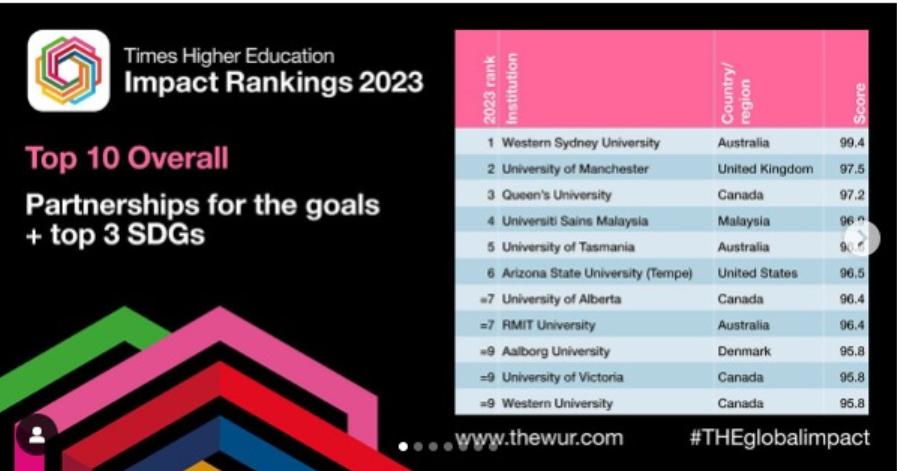 Times Higher Education
Impact Rankings 2023
Top 10 Overall
Partnerships for the goals
+ top 3 SDGs
2023 rank Institution Country/region Score
1 Western Sydney University Australia 99.4
2 University of Manchester United Kingdom 97.5
3 Queen's University Canada 97.2
4 Universiti Sains Malaysia Malaysia 96.9
5 University of Tasmania Australia
6 Arizona State University (Tempe) United States 96.5
=7 University of Alberta Canada 96.4
=7 RMIT University Australia 96.4
=9 Aalborg University Denmark 95.8
=9 University of Victoria Canada 95.8
=9 Western University Canada 95.8
www.thewur.com #THEglobalimpact